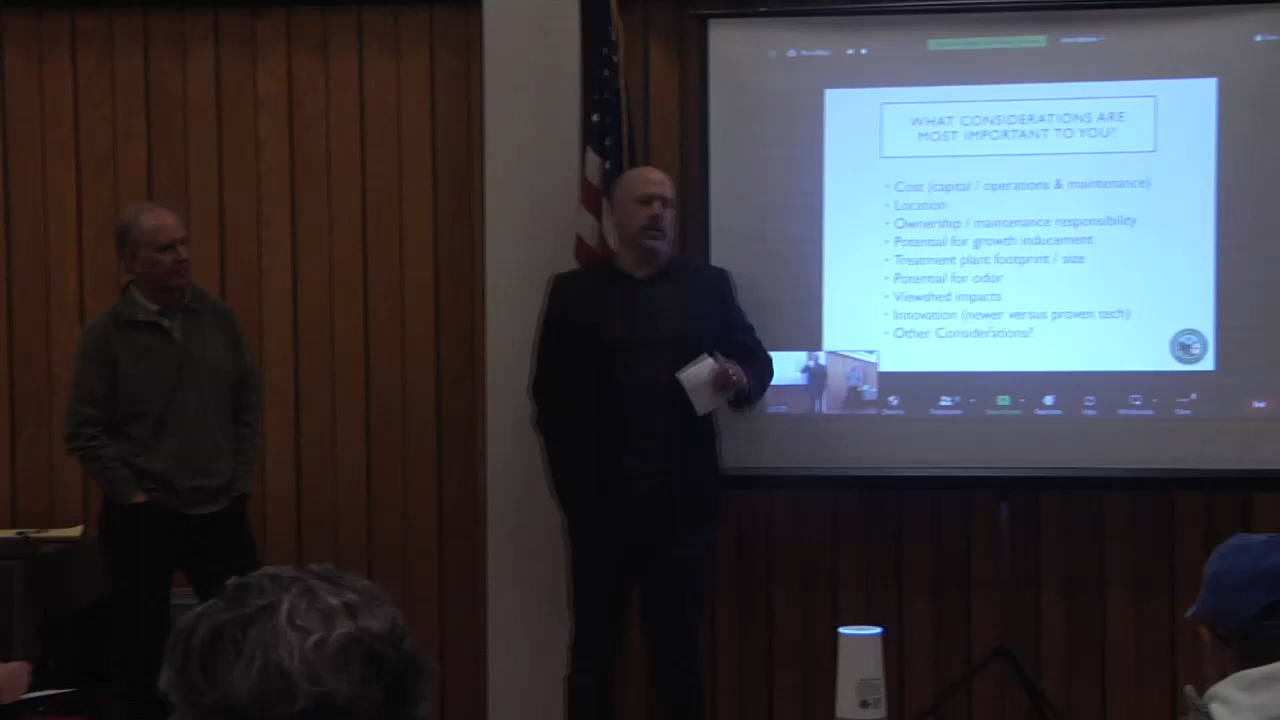 WHAT CONSIDERATIONS ARE
MOST IMPORTANT TO YOU?
• Cost (capital / operations & maintenance)
• Location
• Ownership / maintenance responsibility
• Potential for growth inducement
• Treatment plant footprint / size
• Potential for odor
• Viewshed impacts
• Innovation (newer versus proven tech)
• Other Considerations?